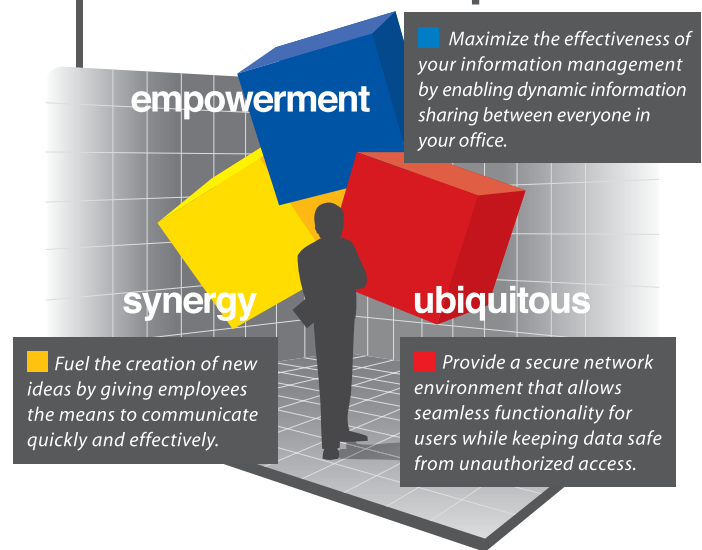 empowerment
Maximize the effectiveness of
your information management
by enabling dynamic information
sharing between everyone in
your office.
synergy
ubiquitous
Fuel the creation of new
ideas by giving employees
the means to communicate
quickly and effectively.
Provide a secure network
environment that allows
seamless functionality for
users while keeping data safe
from unauthorized access.